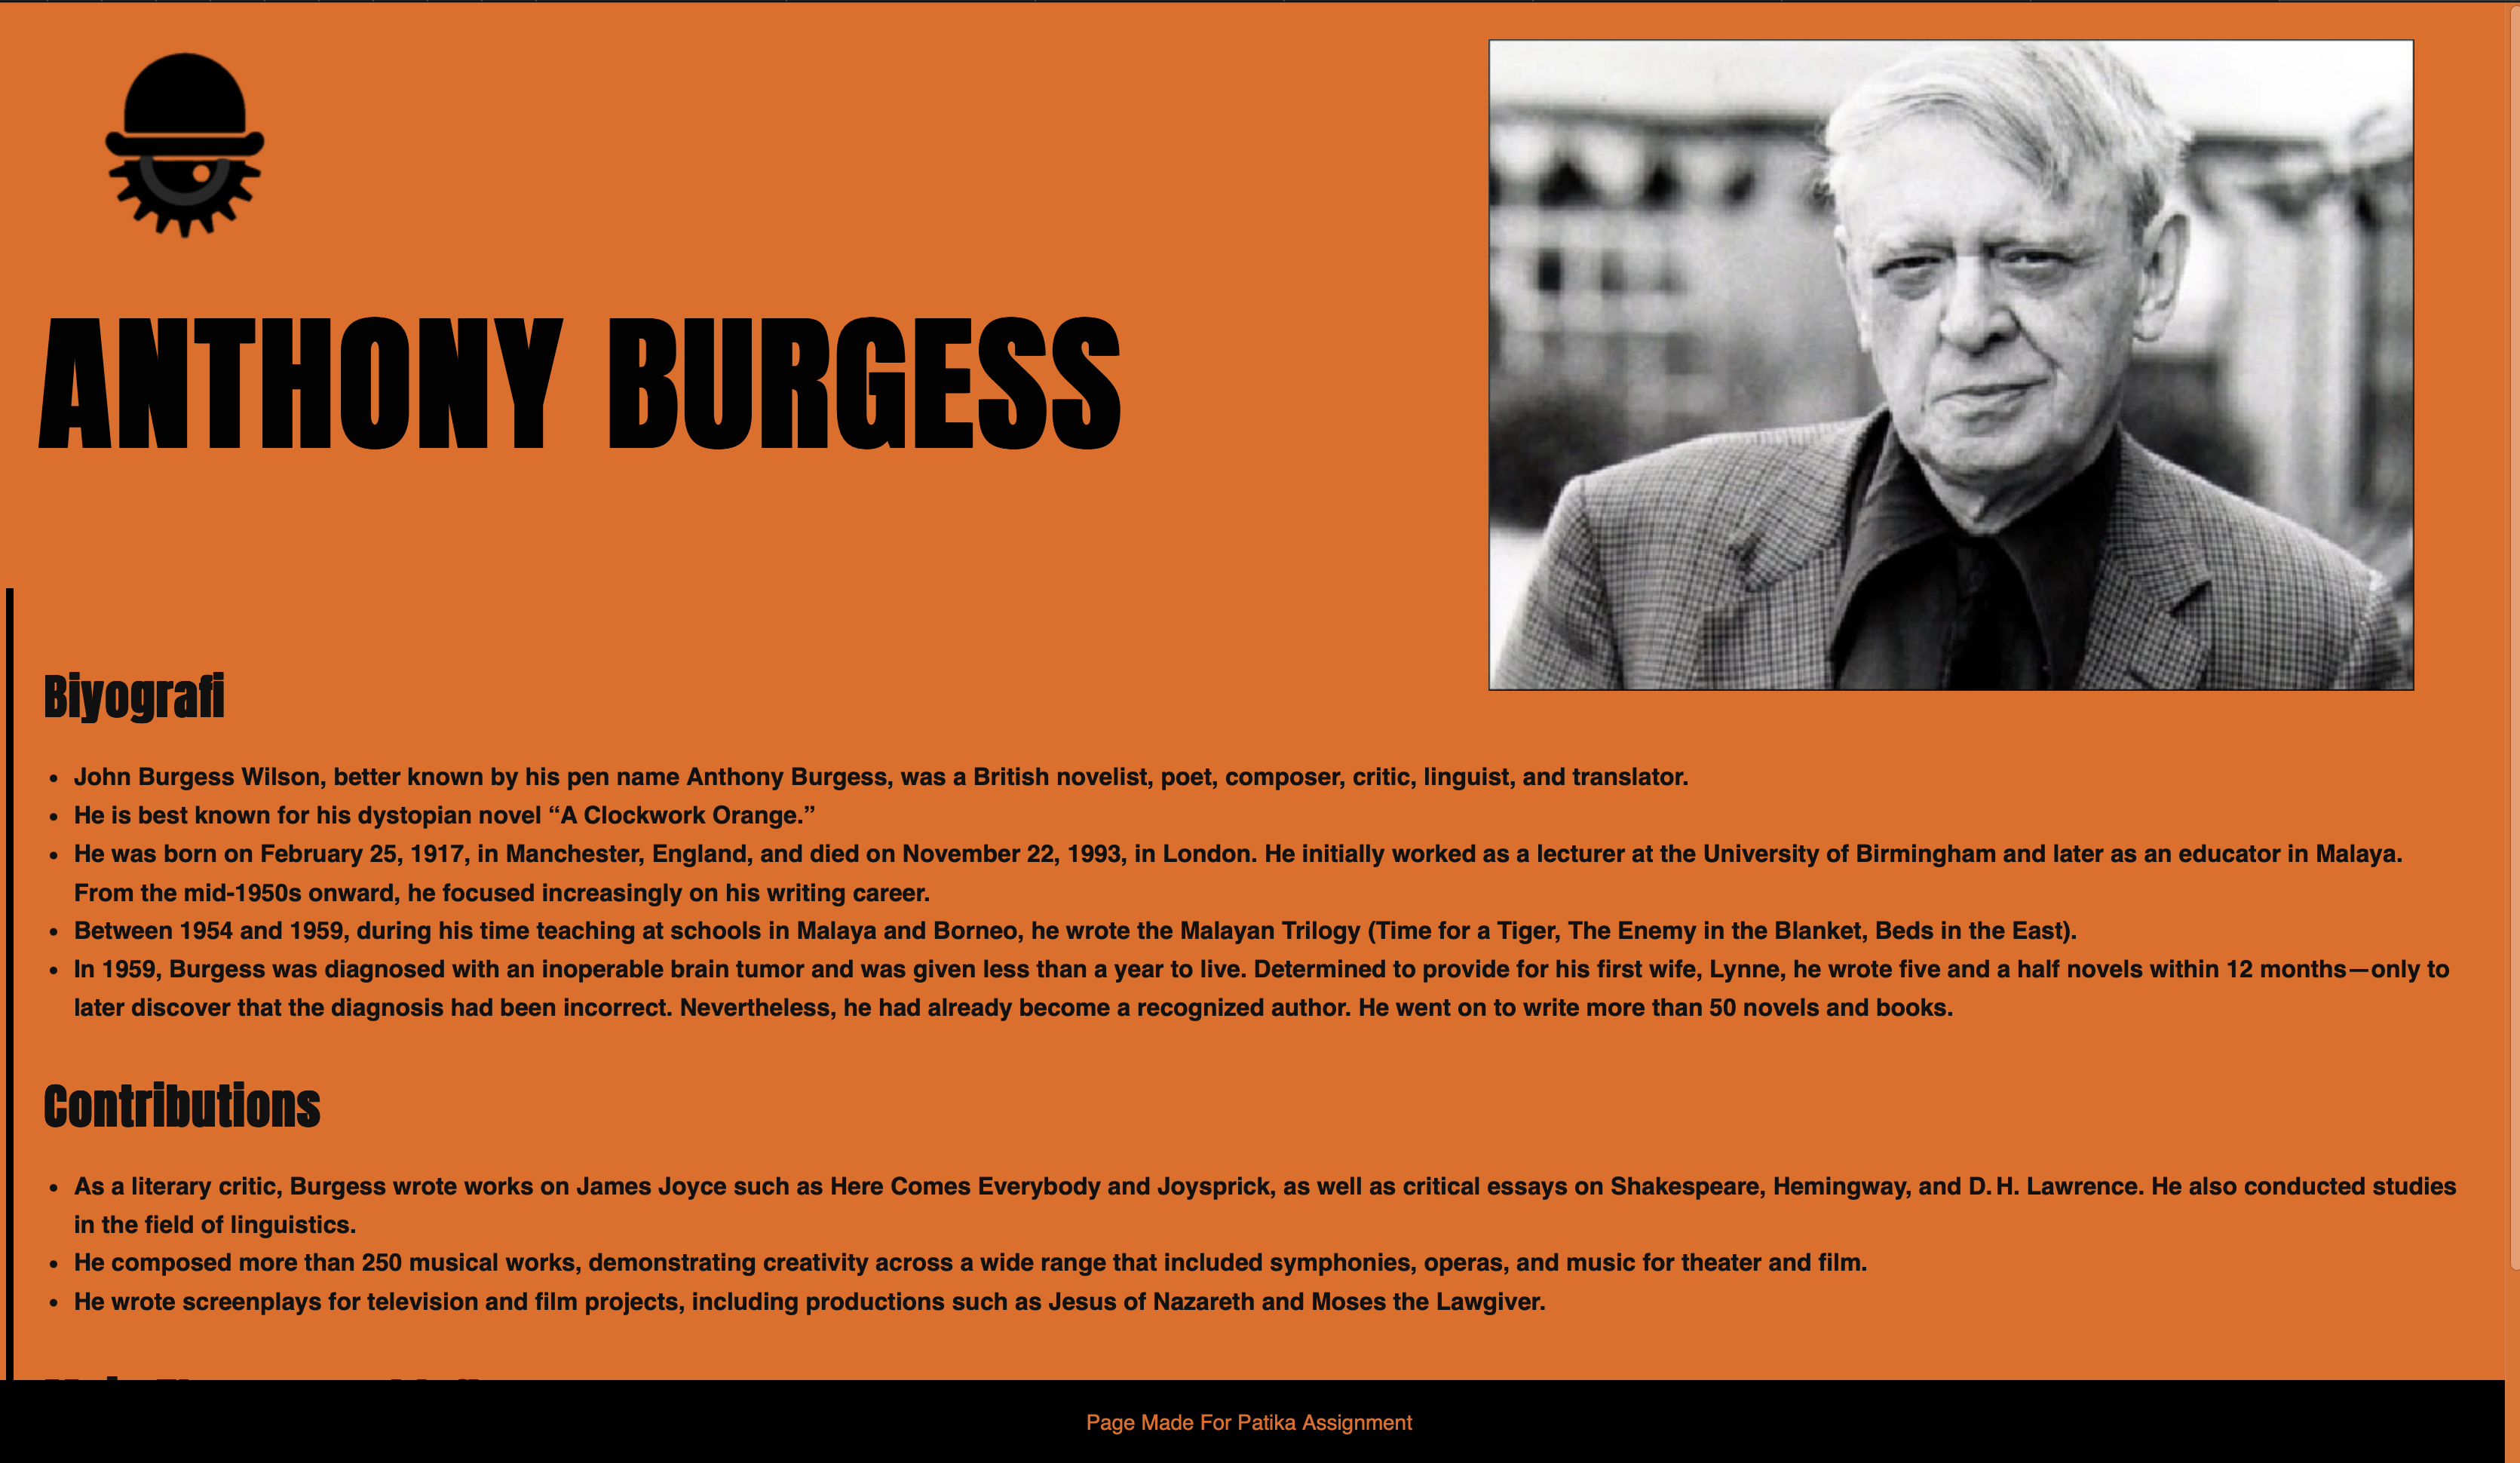 ANTHONY BURGESS
Biyografi
• John Burgess Wilson, better known by his pen name Anthony Burgess, was a British novelist, poet, composer, critic, linguist, and translator.
• He is best known for his dystopian novel “A Clockwork Orange.”
• He was born on February 25, 1917, in Manchester, England, and died on November 22, 1993, in London. He initially worked as a lecturer at the University of Birmingham and later as an educator in Malaya.
From the mid-1950s onward, he focused increasingly on his writing career.
• Between 1954 and 1959, during his time teaching at schools in Malaya and Borneo, he wrote the Malayan Trilogy (Time for a Tiger, The Enemy in the Blanket, Beds in the East).
• In 1959, Burgess was diagnosed with an inoperable brain tumor and was given less than a year to live. Determined to provide for his first wife, Lynne, he wrote five and a half novels within 12 months—only to
later discover that the diagnosis had been incorrect. Nevertheless, he had already become a recognized author. He went on to write more than 50 novels and books.
Contributions
• As a literary critic, Burgess wrote works on James Joyce such as Here Comes Everybody and Joysprick, as well as critical essays on Shakespeare, Hemingway, and D. H. Lawrence. He also conducted studies
in the field of linguistics.
• He composed more than 250 musical works, demonstrating creativity across a wide range that included symphonies, operas, and music for theater and film.
• He wrote screenplays for television and film projects, including productions such as Jesus of Nazareth and Moses the Lawgiver.
Page Made For Patika Assignment